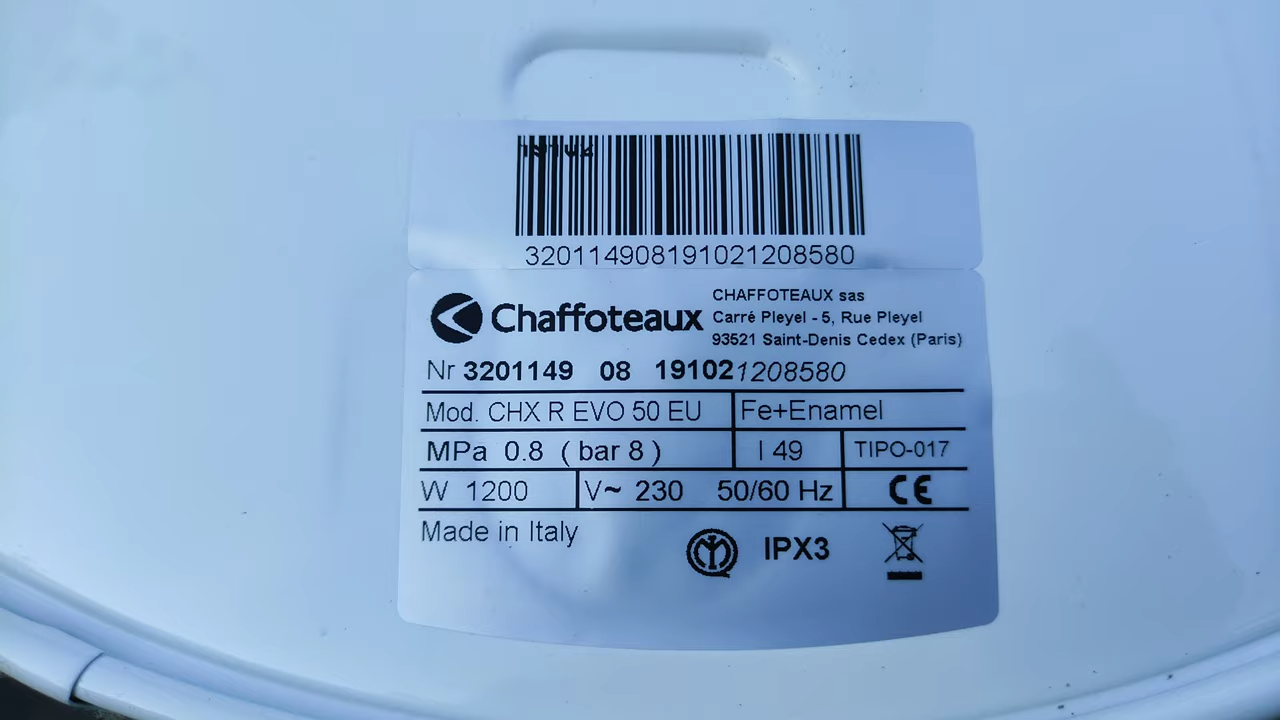 320114908191021208580
Chaffoteaux
CHAFFOTEAUX sas
Carré Pleyel - 5, Rue Pleyel
93521 Saint-Denis Cedex (Paris)
Nr 3201149 08 191021208580
Mod. CHX R EVO 50 EU Fe+Enamel
MPa 0.8 ( bar 8 ) l 49 TIPO-017
W 1200 V~ 230 50/60 Hz CE
Made in Italy
IPX3